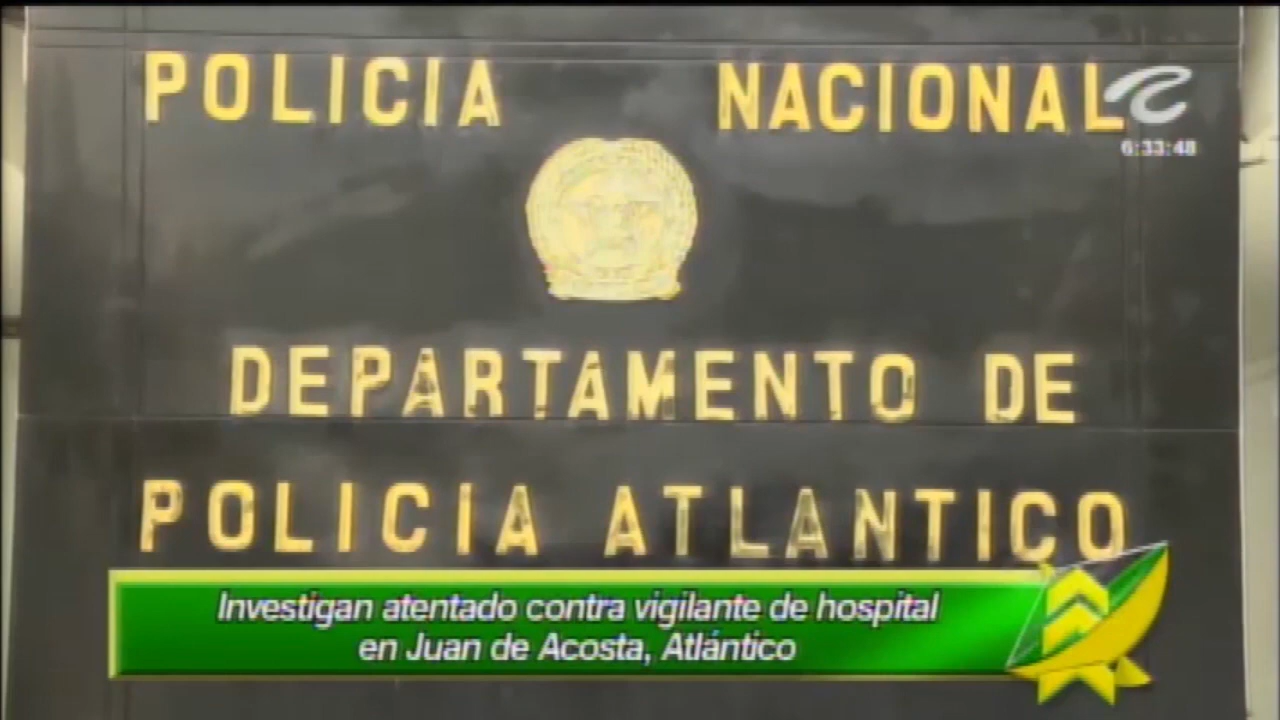 POLICIA NACIONAL
6:33:48
DEPARTAMENTO DE
POLICIA ATLANTICO
Investigan atentado contra vigilante de hospital
en Juan de Acosta, Atlántico